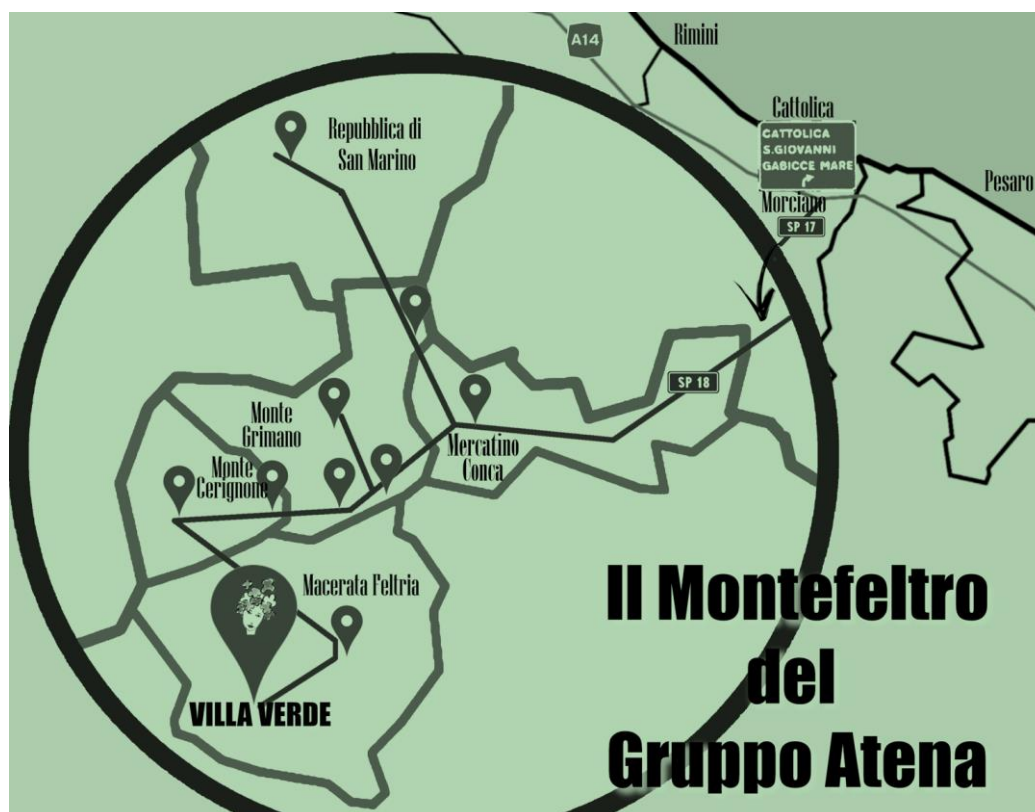 A14
Rimini
Cattolica
CATTOLICA
S.GIOVANNI
GABICCE MARE
Pesaro
Morciano
SP 17
Repubblica di
San Marino
SP 18
Monte
Grimano
Mercatino
Conca
Monte
Cerignone
Macerata Feltria
VILLA VERDE
Il Montefeltro
del
Gruppo Atena